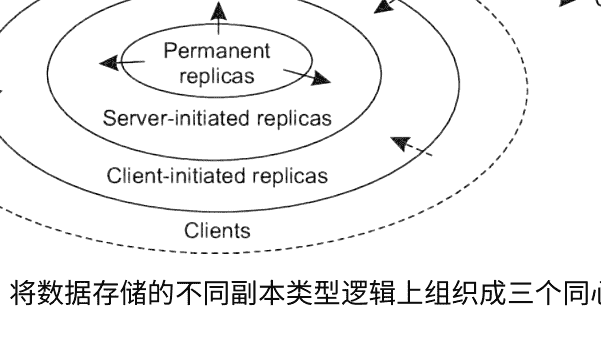 Permanent
replicas
Server-initiated replicas
Client-initiated replicas
Clients
将数据存储的不同副本类型逻辑上组织成三个同心